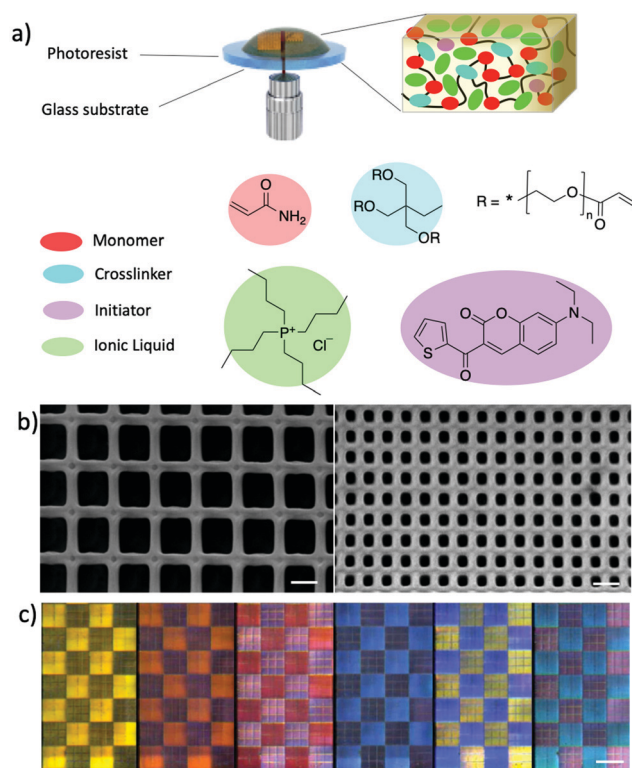 a)
Photoresist
Glass substrate
O
NH₂
RO
RO
OR
R = *
O
n
O
Monomer
Crosslinker
Initiator
Ionic Liquid
P⁺
Cl⁻
O
O
N
S
O
b)
c)